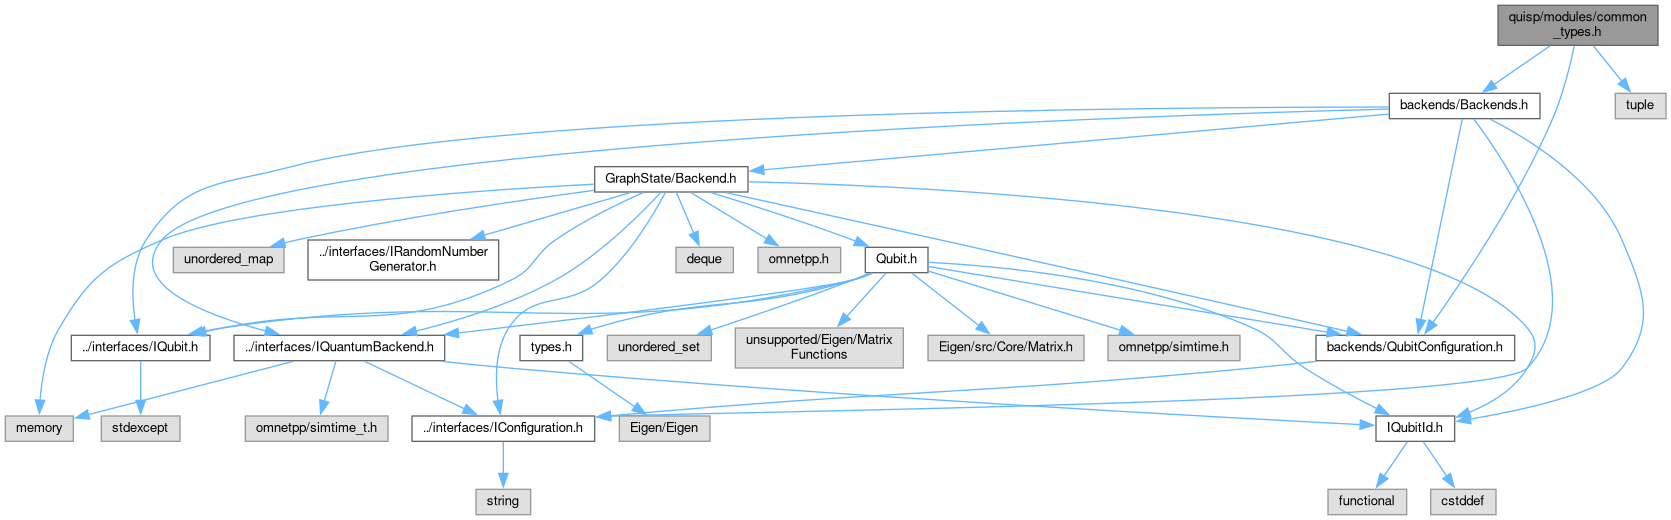 quisp/modules/common
_types.h
backends/Backends.h
tuple
GraphState/Backend.h
unordered_map
../interfaces/IRandomNumber
Generator.h
deque
omnetpp.h
Qubit.h
../interfaces/IQubit.h
../interfaces/IQuantumBackend.h
types.h
unordered_set
unsupported/Eigen/Matrix
Functions
Eigen/src/Core/Matrix.h
omnetpp/simtime.h
backends/QubitConfiguration.h
memory
stdexcept
omnetpp/simtime_t.h
../interfaces/IConfiguration.h
Eigen/Eigen
IQubitId.h
string
functional
cstddef